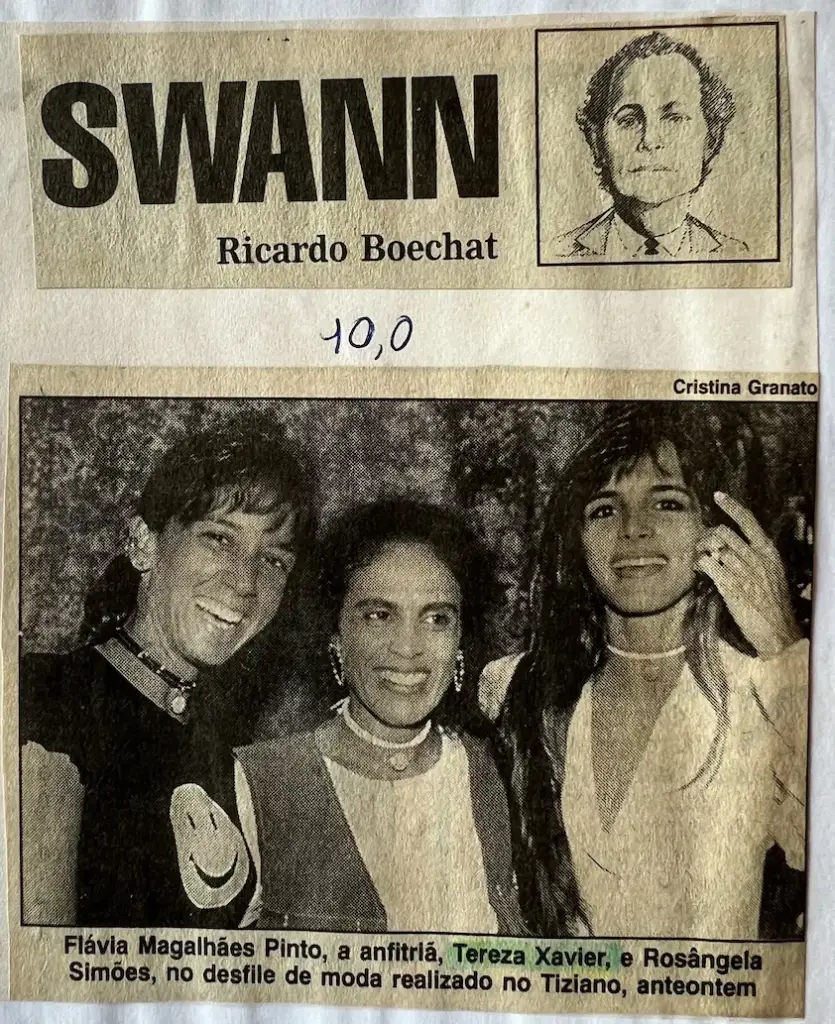 SWANN
Ricardo Boechat
10,0
Cristina Granato
Flávia Magalhães Pinto, a anfitriã, Tereza Xavier, e Rosângela
Simões, no desfile de moda realizado no Tiziano, anteontem